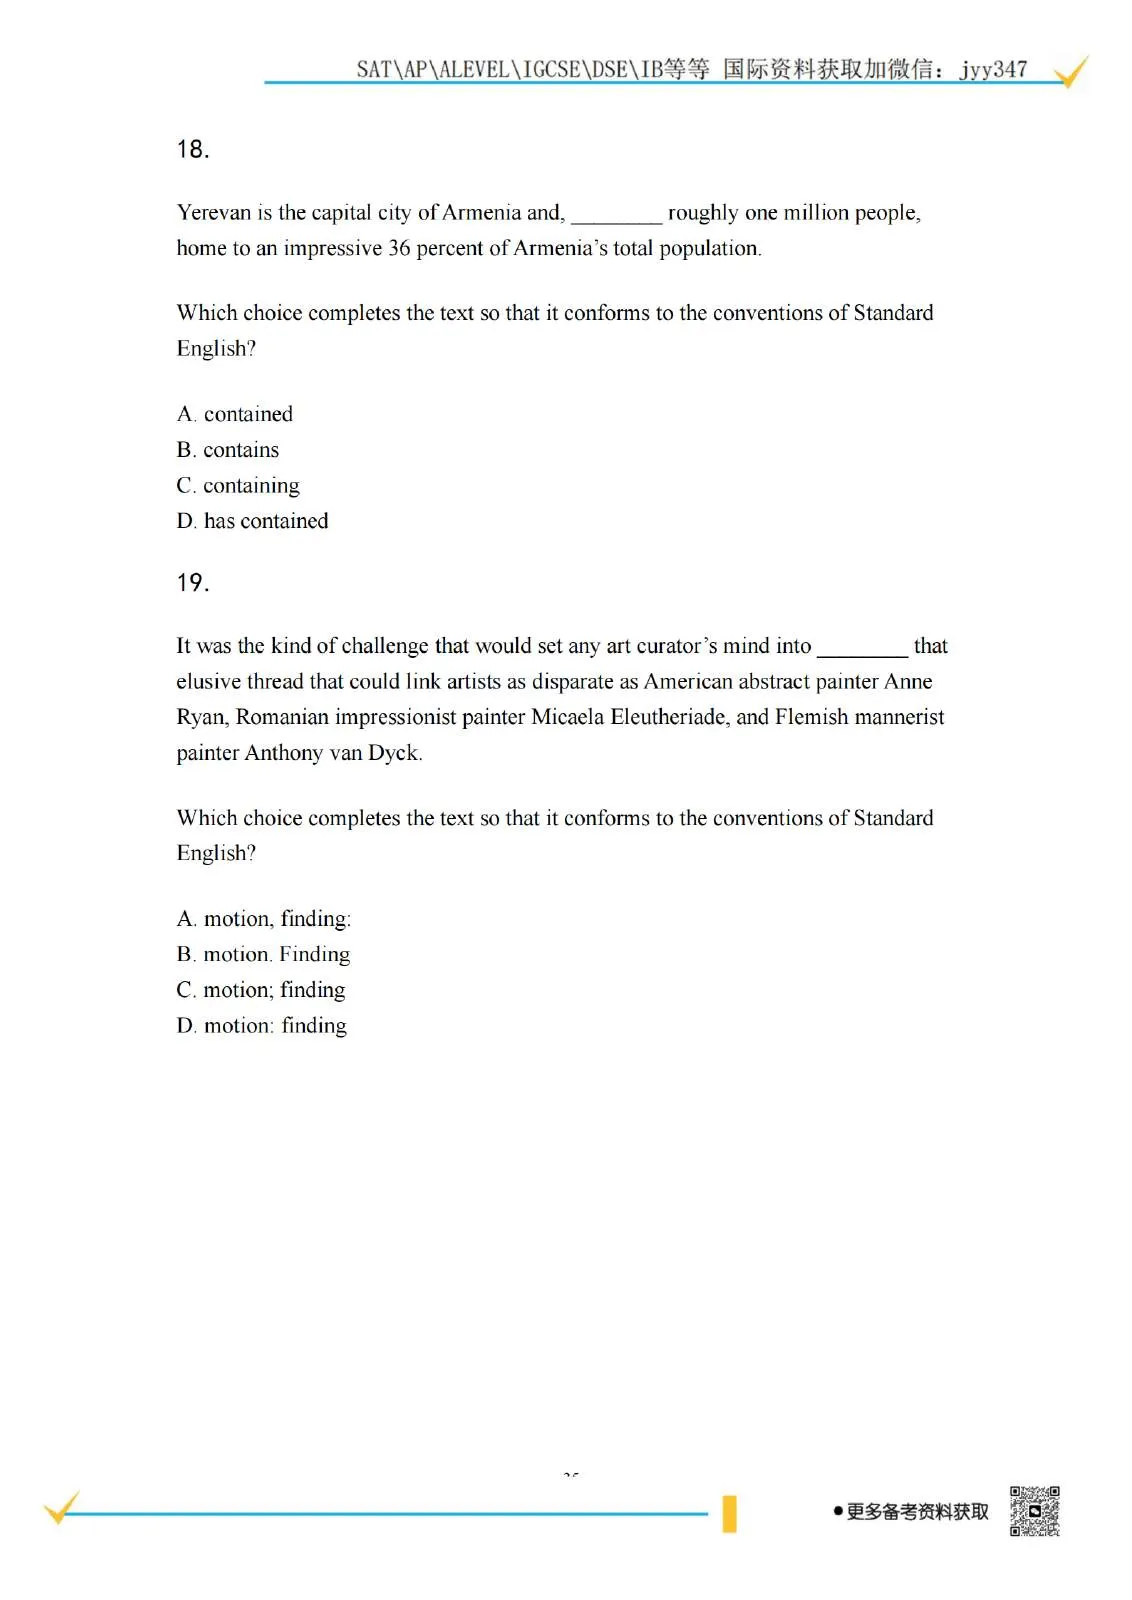 SAT\AP\ALEVEL\IGCSE\DSE\IB等等 国际资料获取加微信：jyy347
18.
Yerevan is the capital city of Armenia and, ________ roughly one million people,
home to an impressive 36 percent of Armenia’s total population.
Which choice completes the text so that it conforms to the conventions of Standard
English?
A. contained
B. contains
C. containing
D. has contained
19.
It was the kind of challenge that would set any art curator’s mind into ________ that
elusive thread that could link artists as disparate as American abstract painter Anne
Ryan, Romanian impressionist painter Micaela Eleutheriade, and Flemish mannerist
painter Anthony van Dyck.
Which choice completes the text so that it conforms to the conventions of Standard
English?
A. motion, finding:
B. motion. Finding
C. motion; finding
D. motion: finding
●更多备考资料获取